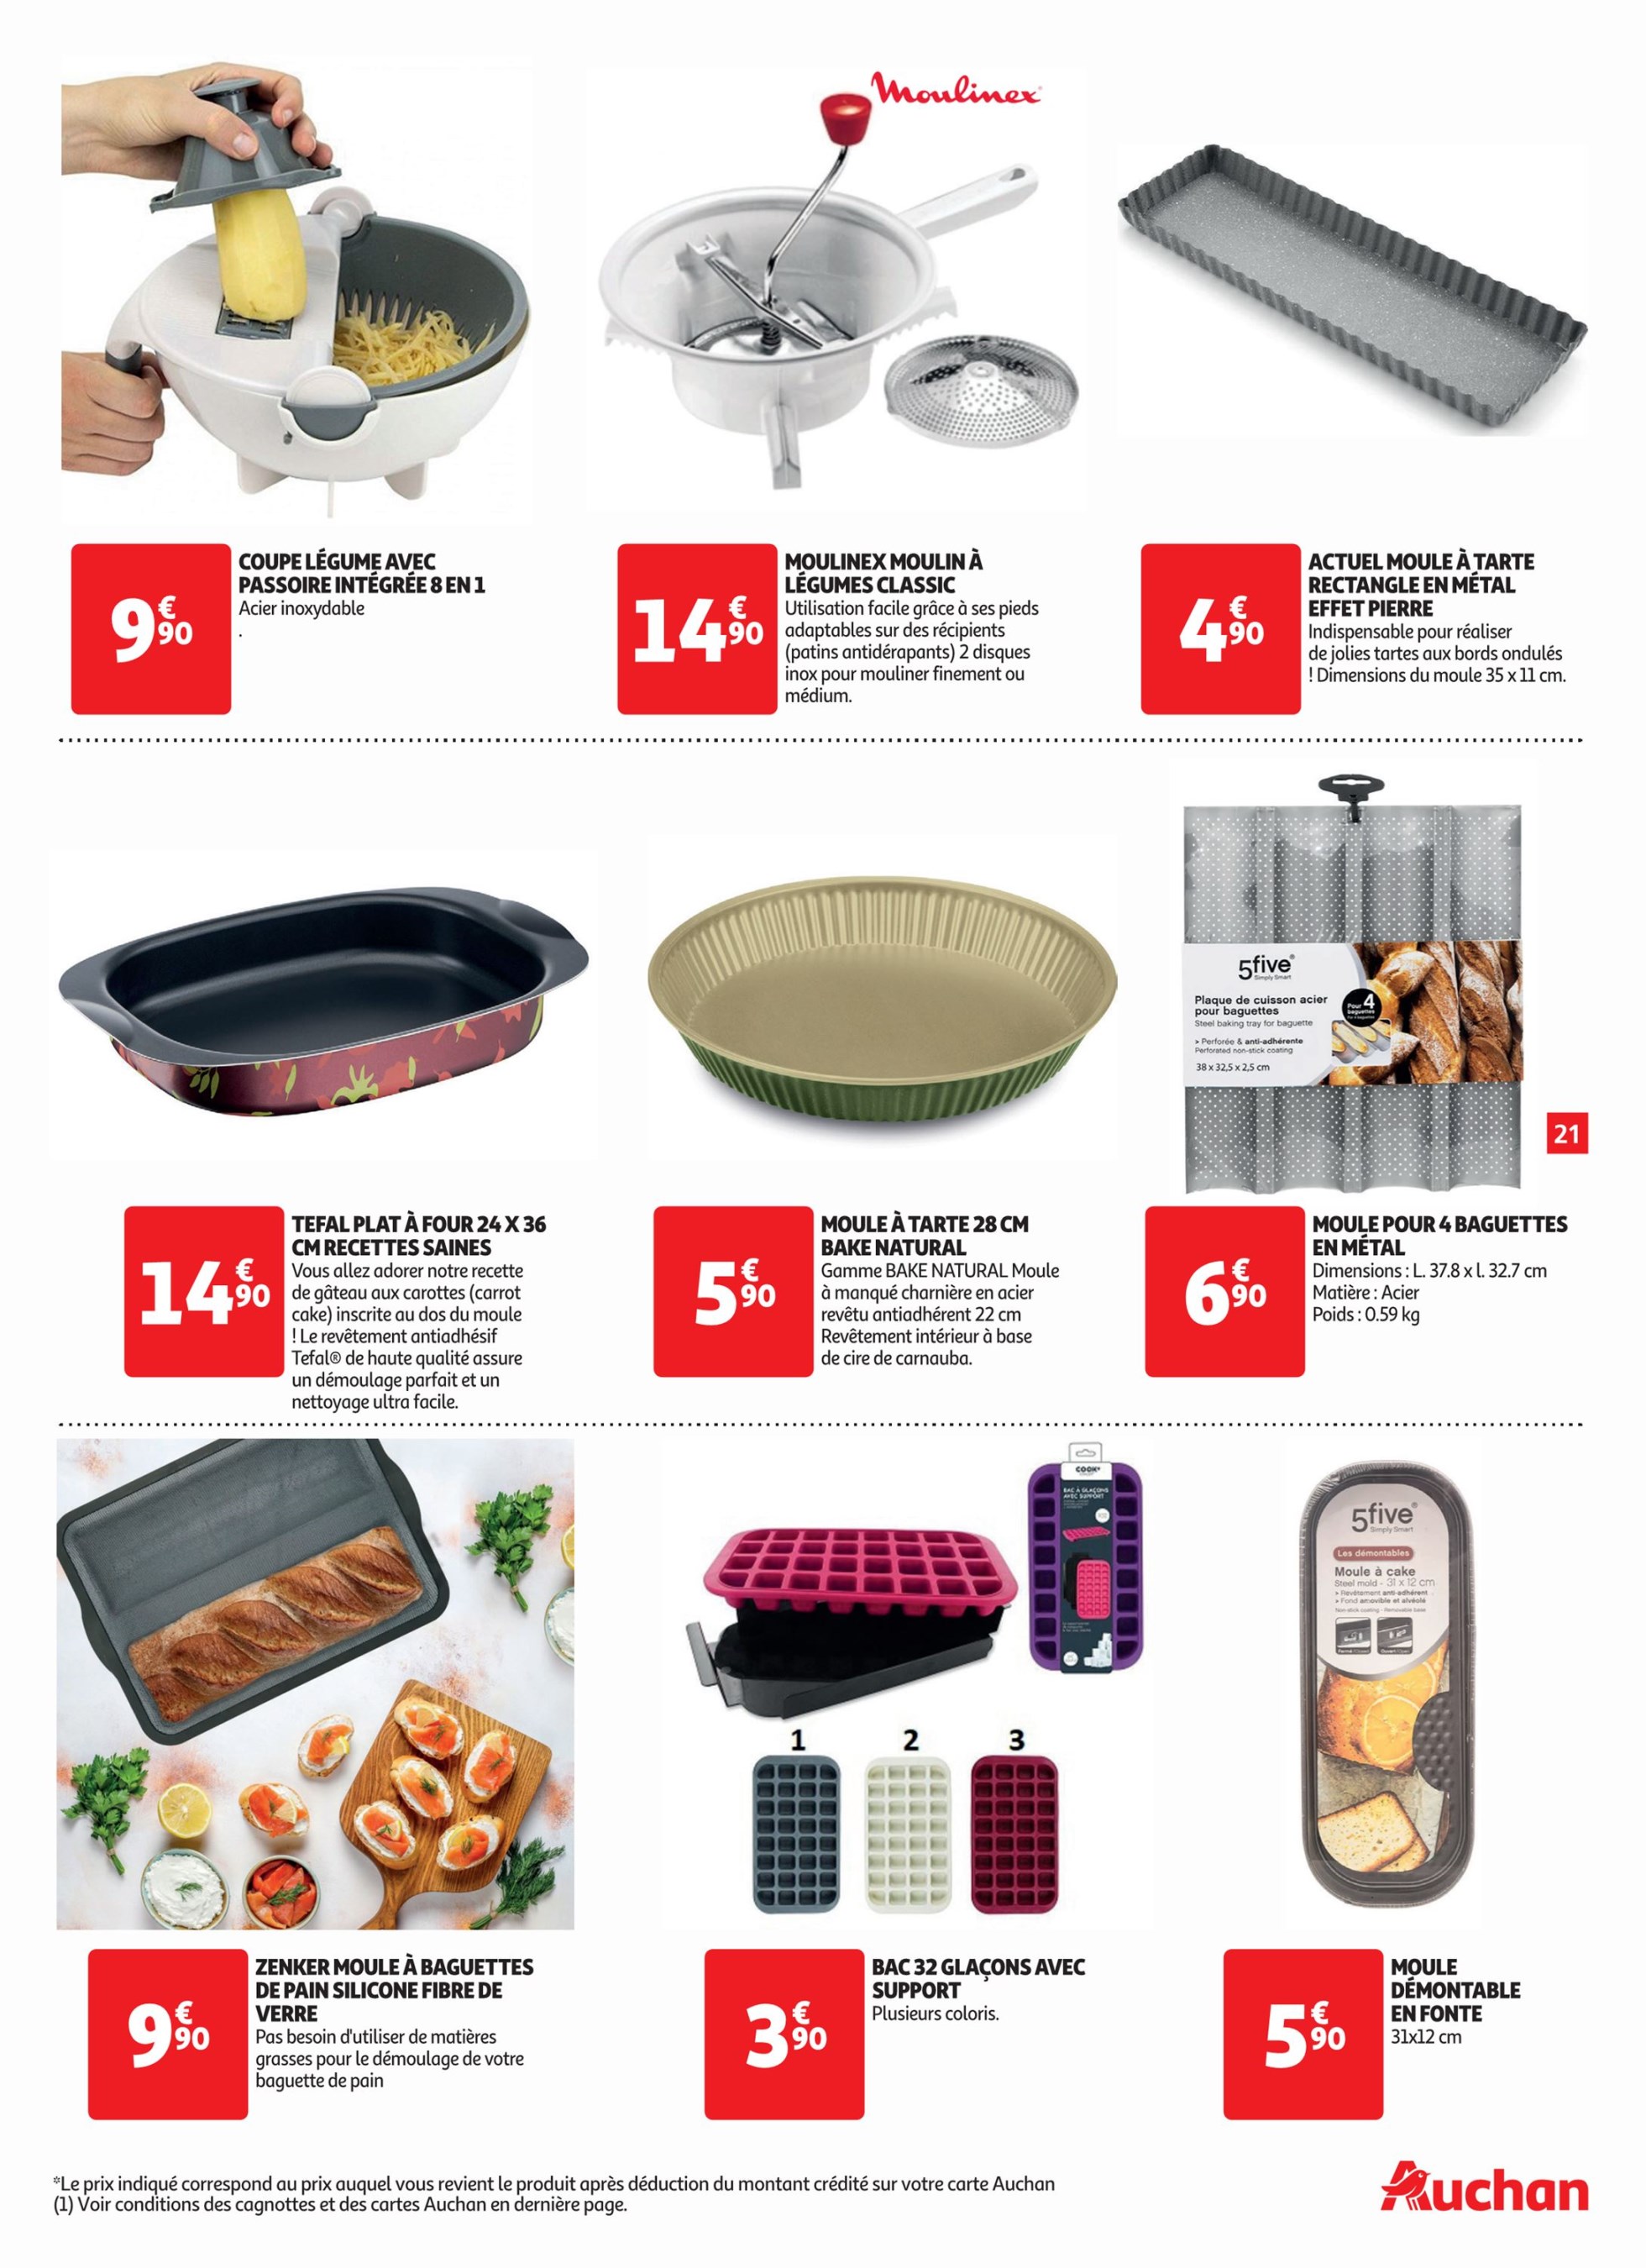 Moulinex
9€90
COUPE LÉGUME AVEC
PASSOIRE INTÉGRÉE 8 EN 1
Acier inoxydable
.
14€90
MOULINEX MOULIN À
LÉGUMES CLASSIC
Utilisation facile grâce à ses pieds
adaptables sur des récipients
(patins antidérapants) 2 disques
inox pour mouliner finement ou
médium.
4€90
ACTUEL MOULE À TARTE
RECTANGLE EN MÉTAL
EFFET PIERRE
Indispensable pour réaliser
de jolies tartes aux bords ondulés
! Dimensions du moule 35 x 11 cm.
5five®
Simply Smart
Plaque de cuisson acier
pour baguettes
Steel baking tray for baguette
> Perforée & anti-adhérente
Perforated non-stick coating
38 x 32,5 x 2,5 cm
Pour 4
baguettes
21
14€90
TEFAL PLAT À FOUR 24 X 36
CM RECETTES SAINES
Vous allez adorer notre recette
de gâteau aux carottes (carrot
cake) inscrite au dos du moule
! Le revêtement antiadhésif
Tefal® de haute qualité assure
un démoulage parfait et un
nettoyage ultra facile.
5€90
MOULE À TARTE 28 CM
BAKE NATURAL
Gamme BAKE NATURAL Moule
à manqué charnière en acier
revêtu antiadhérent 22 cm
Revêtement intérieur à base
de cire de carnauba.
6€90
MOULE POUR 4 BAGUETTES
EN MÉTAL
Dimensions : L. 37.8 x l. 32.7 cm
Matière : Acier
Poids : 0.59 kg
COOK
BAC À GLAÇONS
AVEC SUPPORT
1
2
3
5five®
Simply Smart
Les démontables
Moule à cake
Steel mold - 31 x 12 cm
> Revêtement anti-adhérent
> Fond amovible et alvéolé
Non-stick coating - Removable base
9€90
ZENKER MOULE À BAGUETTES
DE PAIN SILICONE FIBRE DE
VERRE
Pas besoin d'utiliser de matières
grasses pour le démoulage de votre
baguette de pain
3€90
BAC 32 GLAÇONS AVEC
SUPPORT
Plusieurs coloris.
5€90
MOULE
DÉMONTABLE
EN FONTE
31x12 cm
*Le prix indiqué correspond au prix auquel vous revient le produit après déduction du montant crédité sur votre carte Auchan
(1) Voir conditions des cagnottes et des cartes Auchan en dernière page.
Auchan